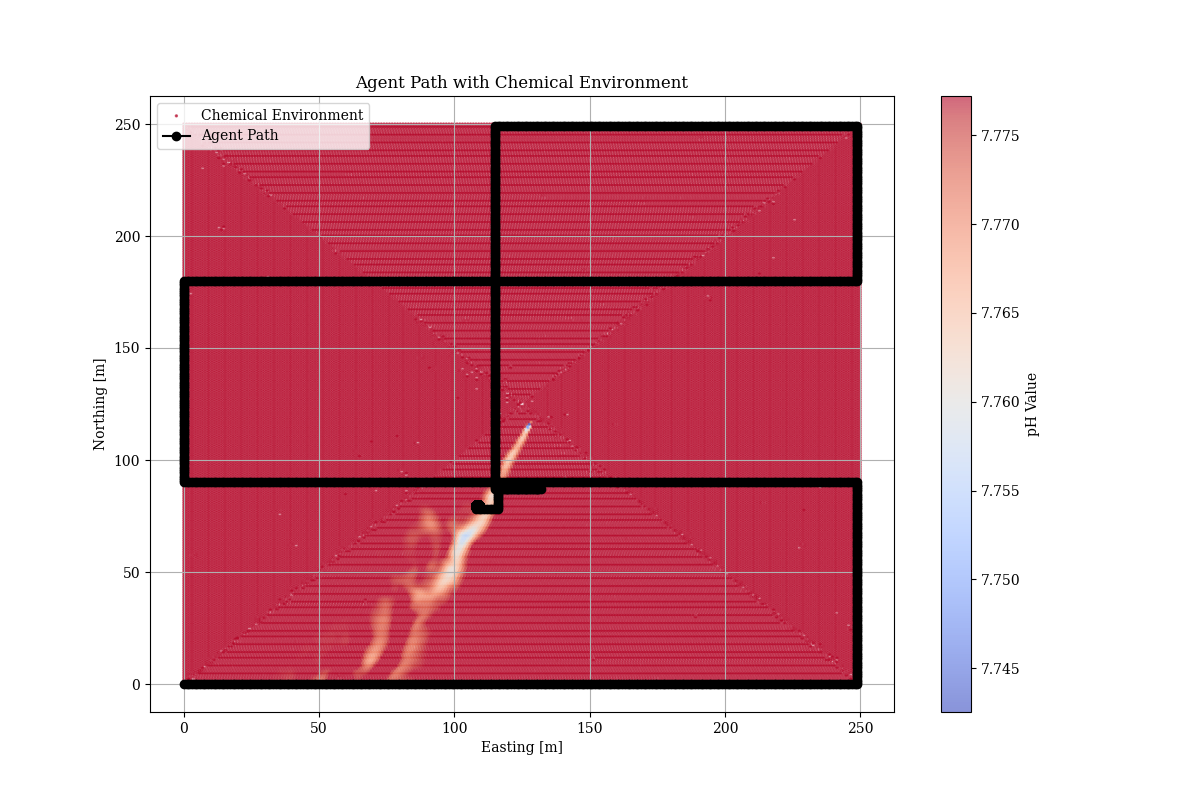 Agent Path with Chemical Environment
Chemical Environment
Agent Path
250
200
150
100
50
0
Northing [m]
0 50 100 150 200 250
Easting [m]
7.775
7.770
7.765
7.760
7.755
7.750
7.745
pH Value